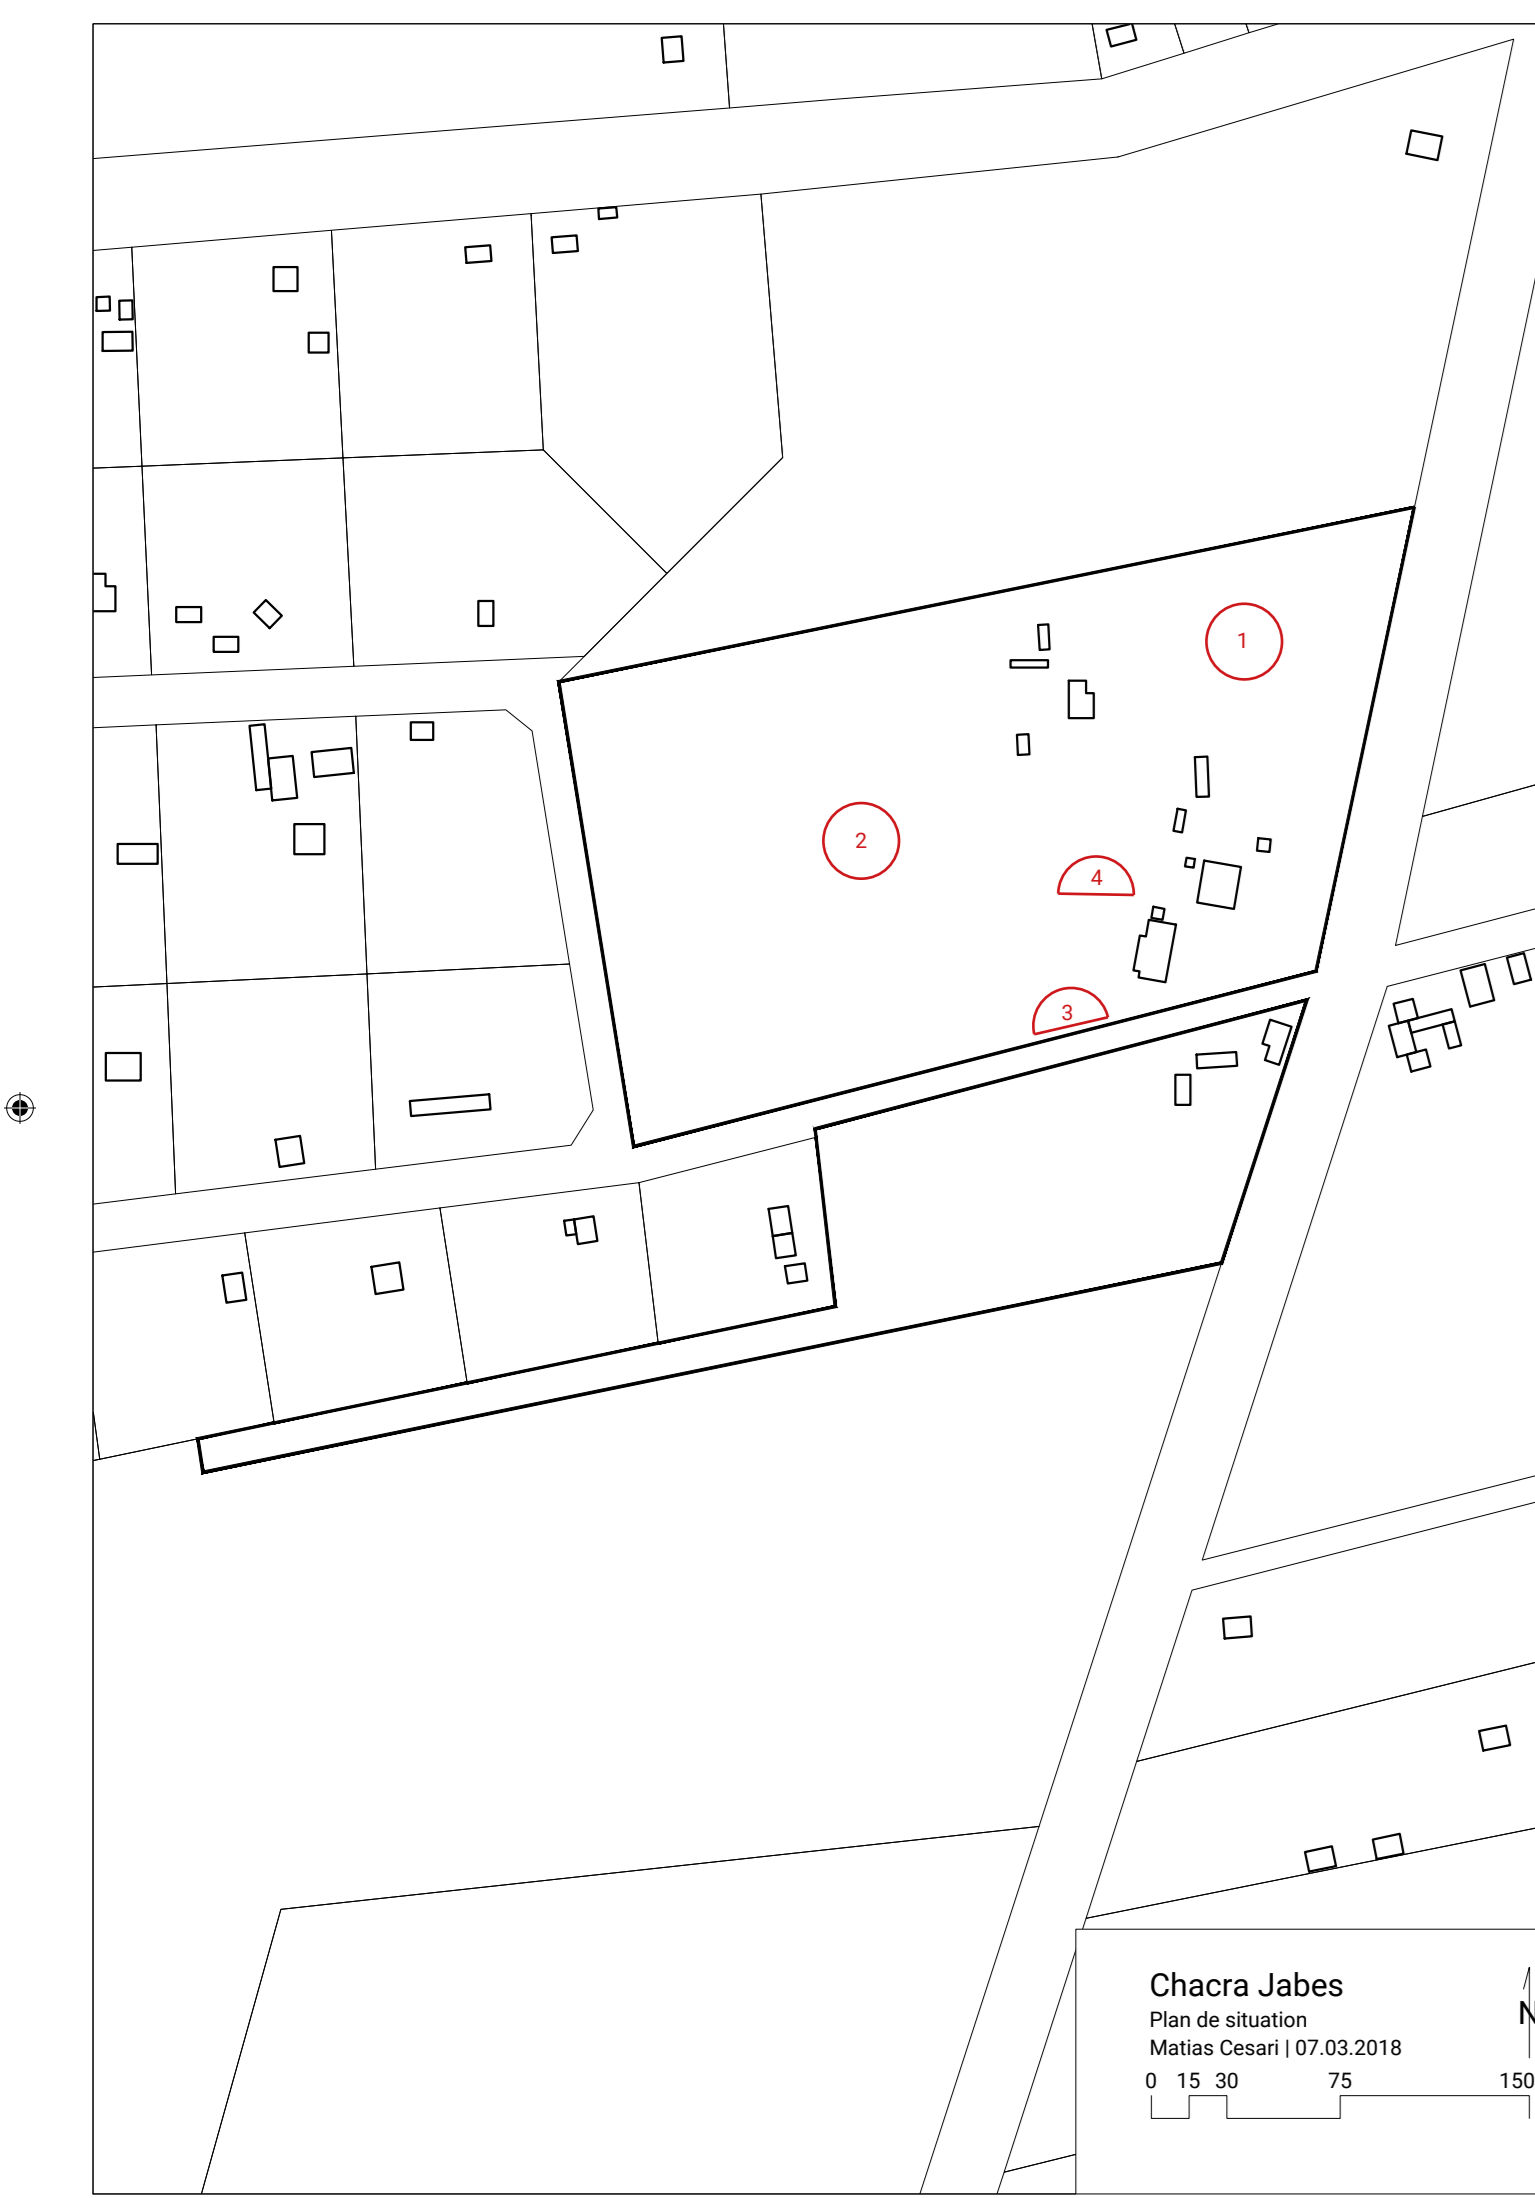 1
2
4
3
Chacra Jabes
Plan de situation
Matias Cesari | 07.03.2018
N
0 15 30 75 150